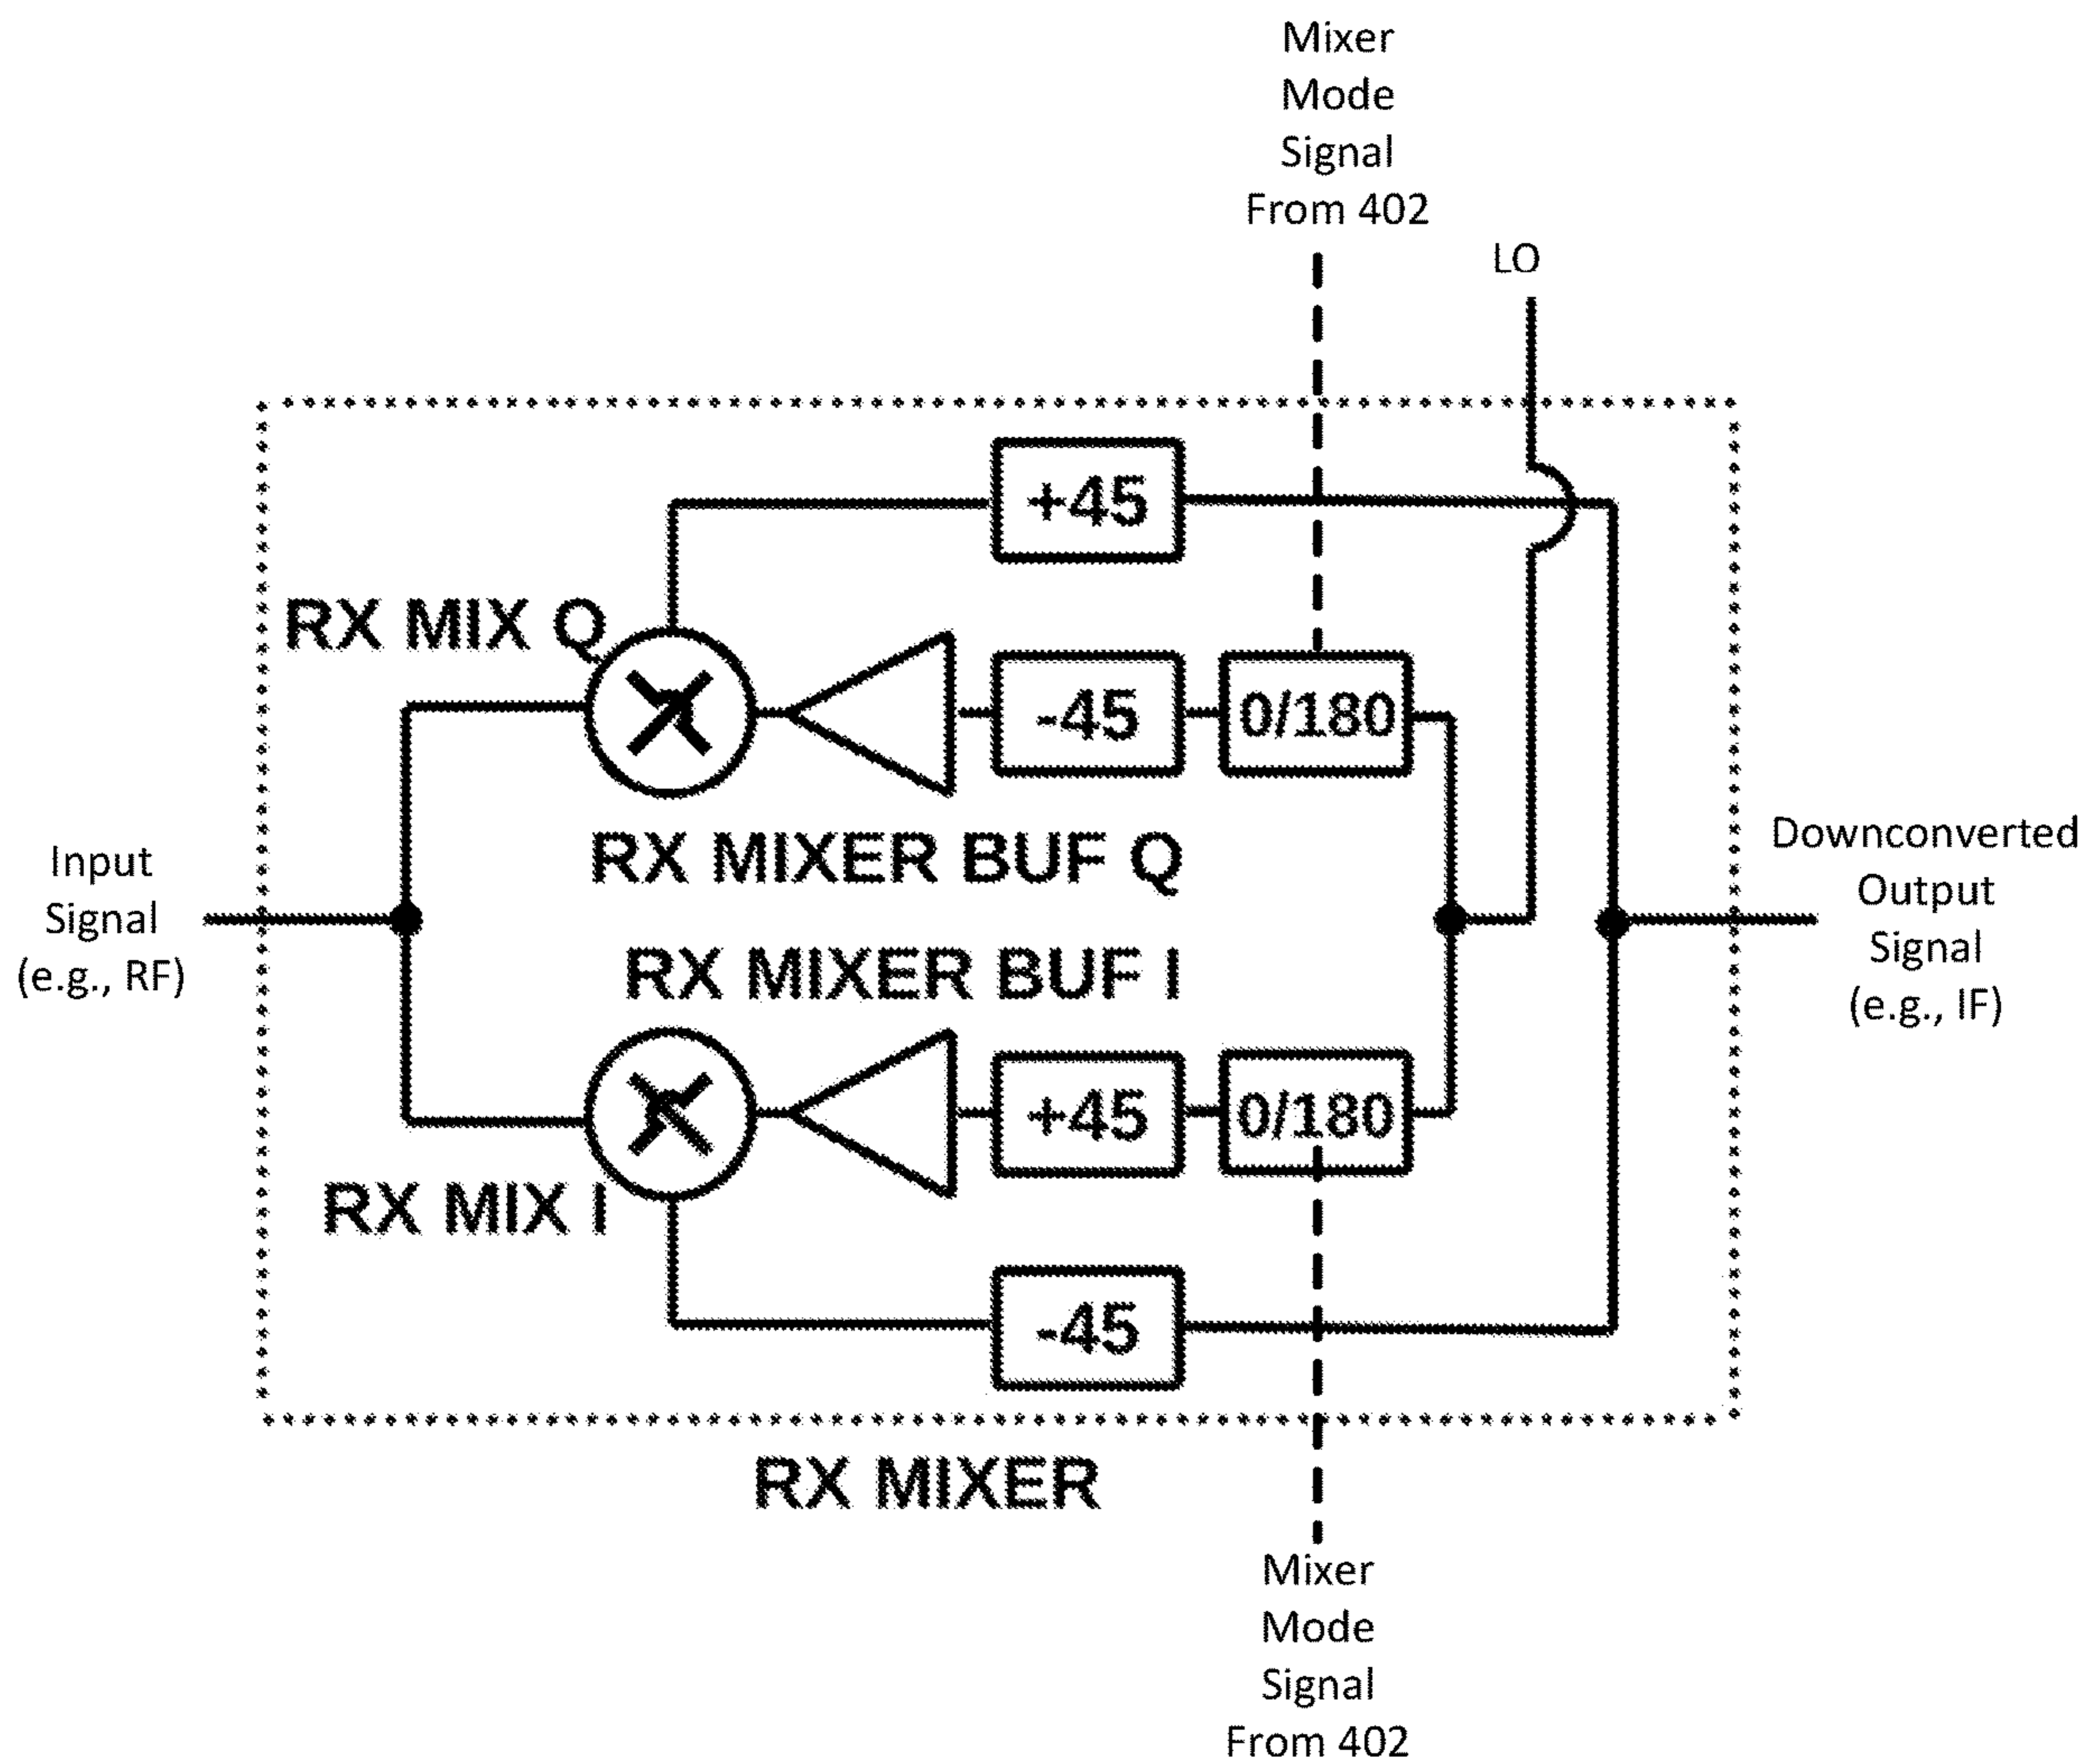 Mixer
Mode
Signal
From 402
LO
+45
RX MIX Q
-45
0/180
RX MIXER BUF Q
Input
Signal
(e.g., RF)
Downconverted
Output
Signal
(e.g., IF)
RX MIXER BUF I
+45
0/180
RX MIX I
-45
RX MIXER
Mixer
Mode
Signal
From 402